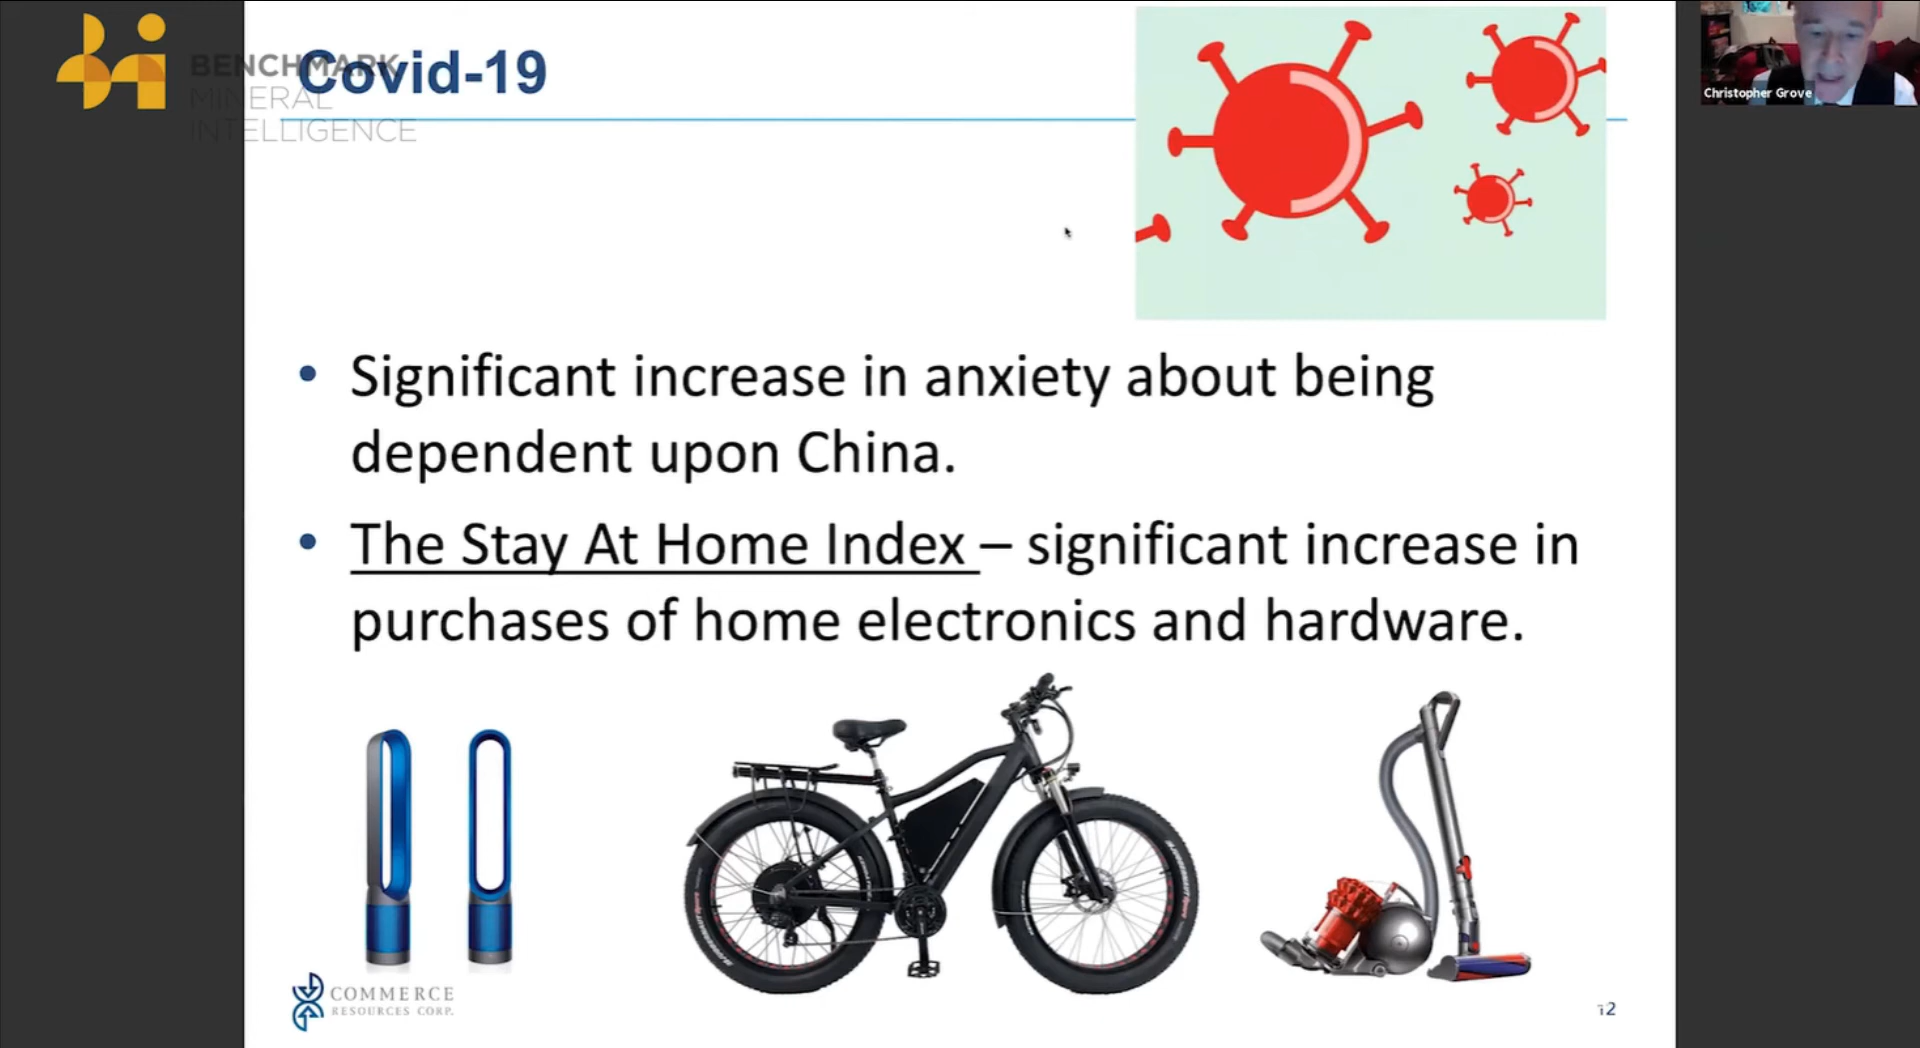 BENCHMARK
MINERAL
INTELLIGENCE
Covid-19
Christopher Grove
• Significant increase in anxiety about being
dependent upon China.
• The Stay At Home Index – significant increase in
purchases of home electronics and hardware.
COMMERCE
RESOURCES CORP.
12